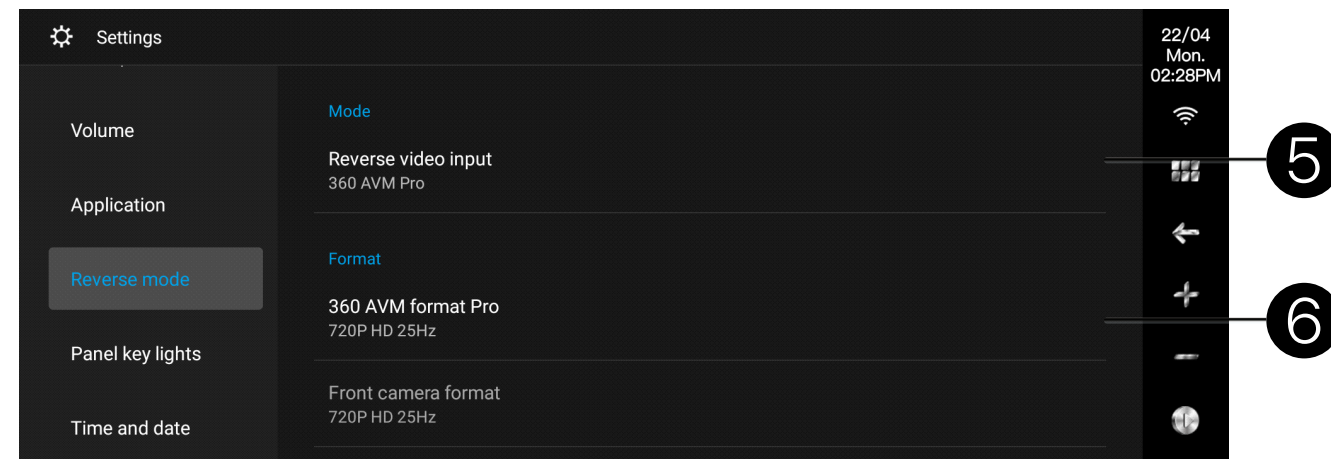 Settings
22/04
Mon.
02:28PM
Volume
Application
Reverse mode
Panel key lights
Time and date
Mode
Reverse video input
360 AVM Pro
Format
360 AVM format Pro
720P HD 25Hz
Front camera format
720P HD 25Hz
5
6